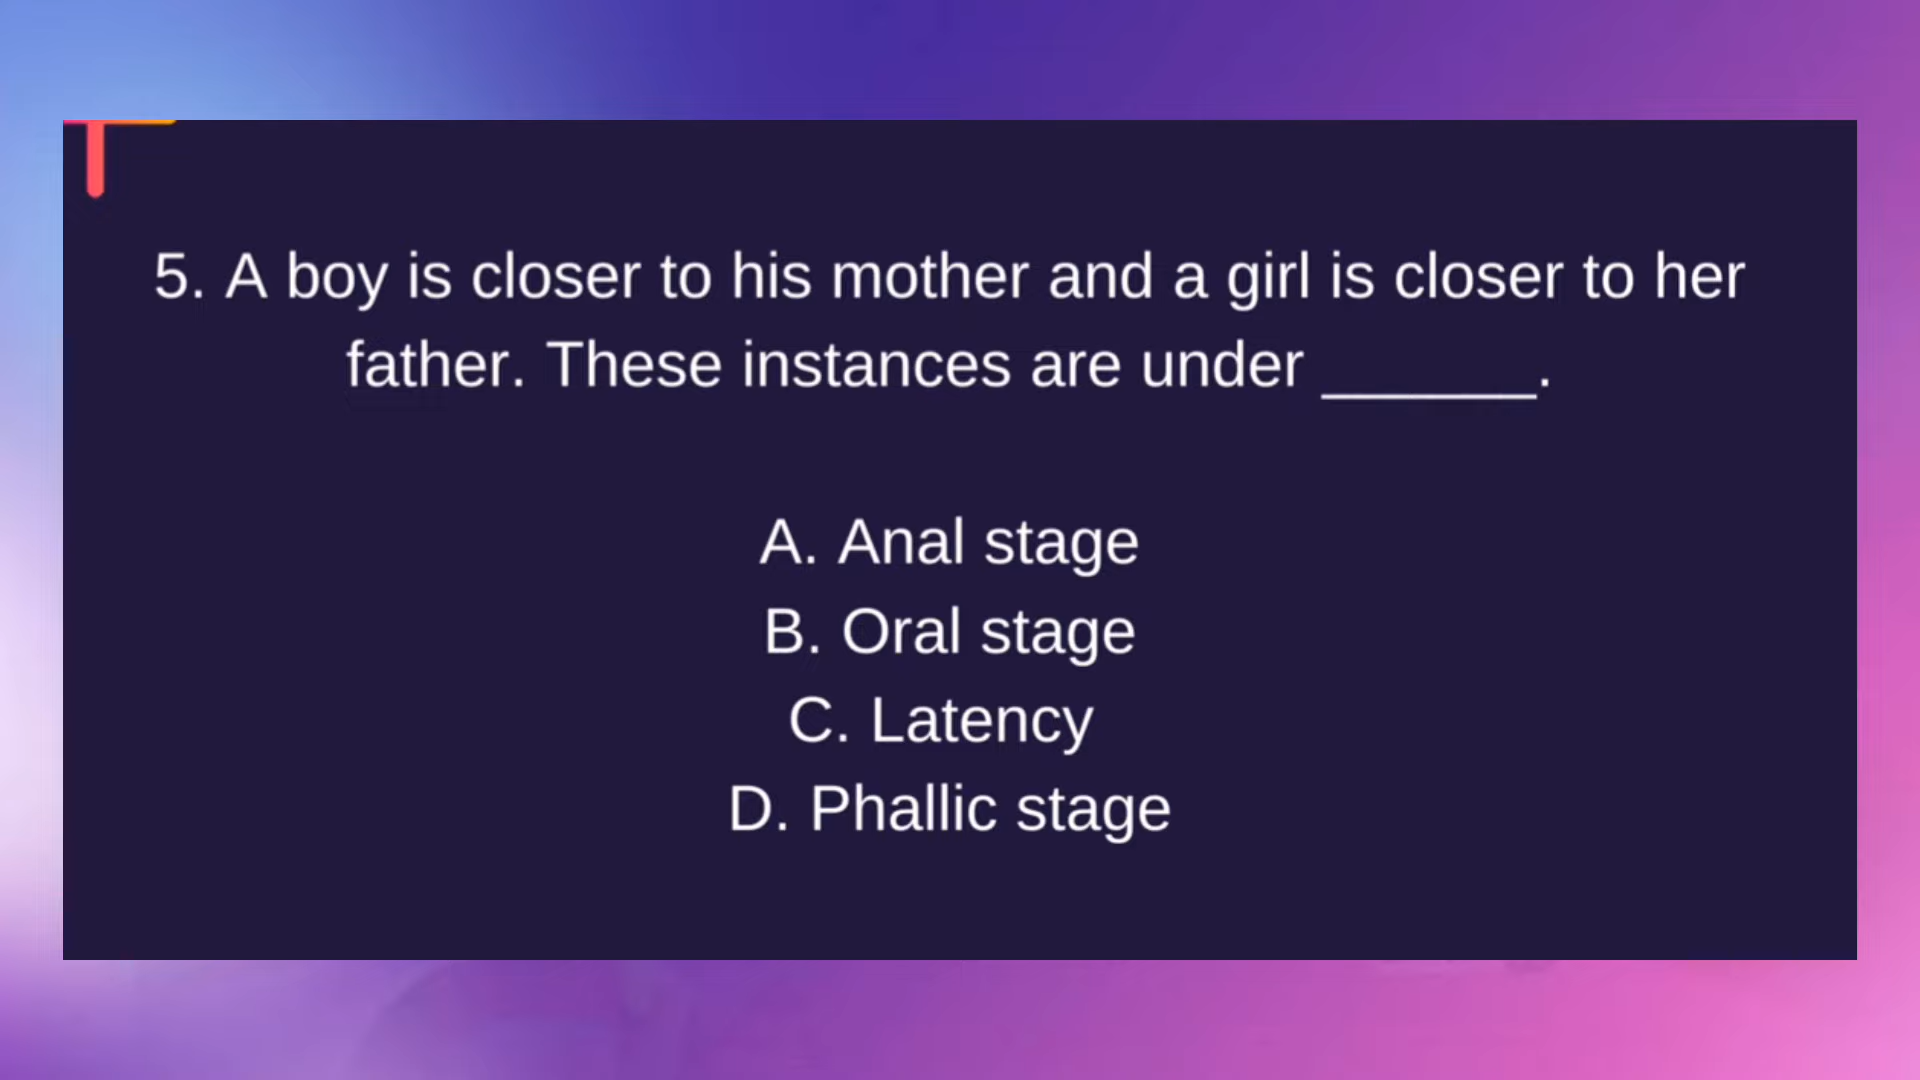 5. A boy is closer to his mother and a girl is closer to her
father. These instances are under ______.
A. Anal stage
B. Oral stage
C. Latency
D. Phallic stage